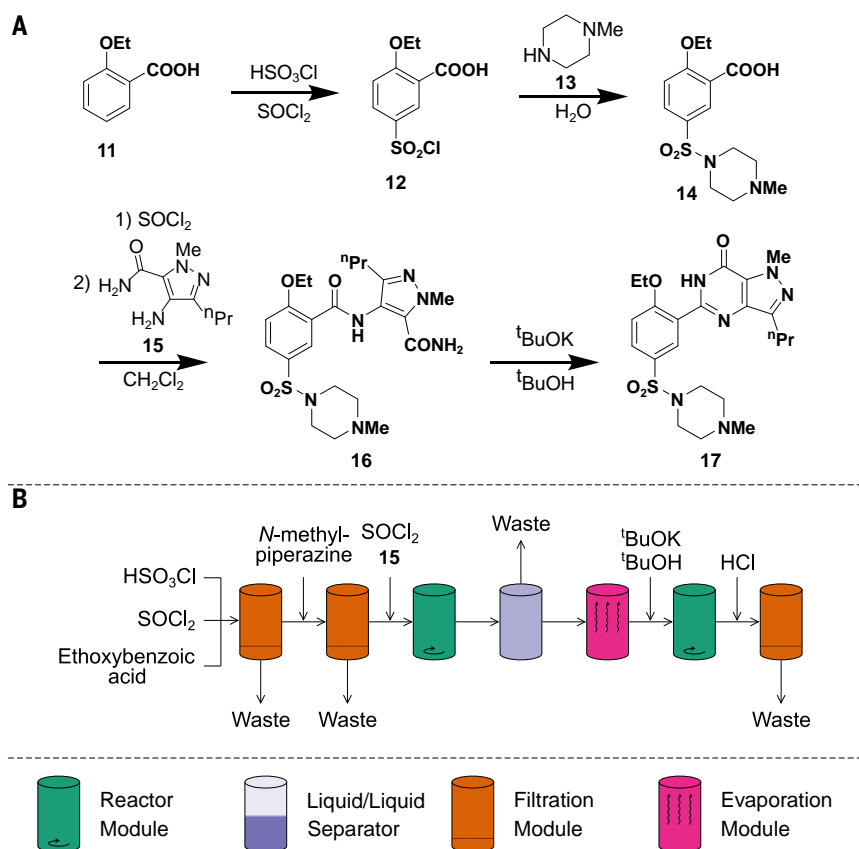 A
OEt
COOH
11
HSO3Cl
SOCl2
OEt
COOH
SO2Cl
12
NMe
HN
13
H2O
OEt
COOH
O2S
N
NMe
14
1) SOCl2
2)
O
Me
N
N
H2N
H2N
nPr
15
CH2Cl2
nPr
N
N
Me
OEt
O
N
H
CONH2
O2S
N
NMe
16
tBuOK
tBuOH
O
Me
N
HN
N
OEt
N
nPr
O2S
N
NMe
17
B
HSO3Cl
SOCl2
Ethoxybenzoic
acid
N-methyl-
piperazine
SOCl2
15
Waste
tBuOK
tBuOH
HCl
Waste
Waste
Waste
Reactor
Module
Liquid/Liquid
Separator
Filtration
Module
Evaporation
Module